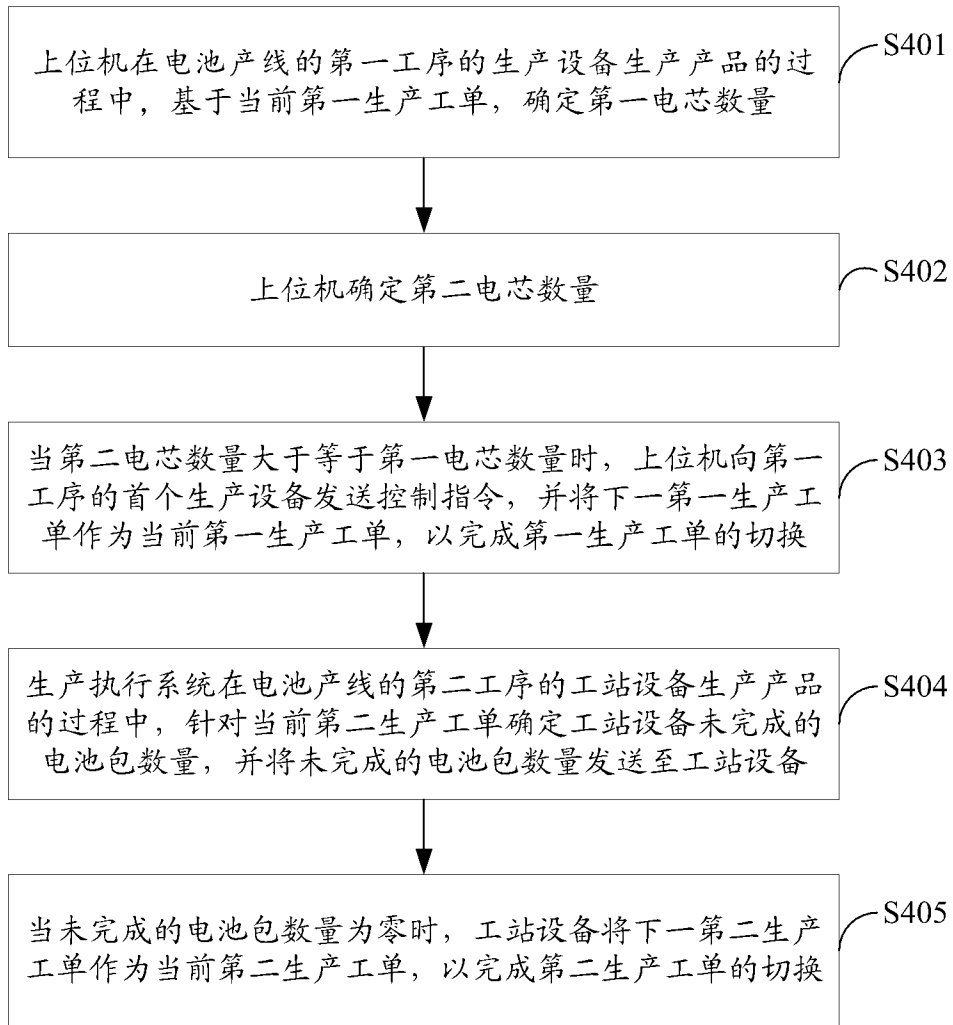 上位机在电池产线的第一工序的生产设备生产产品的过
程中，基于当前第一生产工单，确定第一电芯数量
S401
上位机确定第二电芯数量
S402
当第二电芯数量大于等于第一电芯数量时，上位机向第一
工序的首个生产设备发送控制指令，并将下一第一生产工
单作为当前第一生产工单，以完成第一生产工单的切换
S403
生产执行系统在电池产线的第二工序的工站设备生产产品
的过程中，针对当前第二生产工单确定工站设备未完成的
电池包数量，并将未完成的电池包数量发送至工站设备
S404
当未完成的电池包数量为零时，工站设备将下一第二生产
工单作为当前第二生产工单，以完成第二生产工单的切换
S405